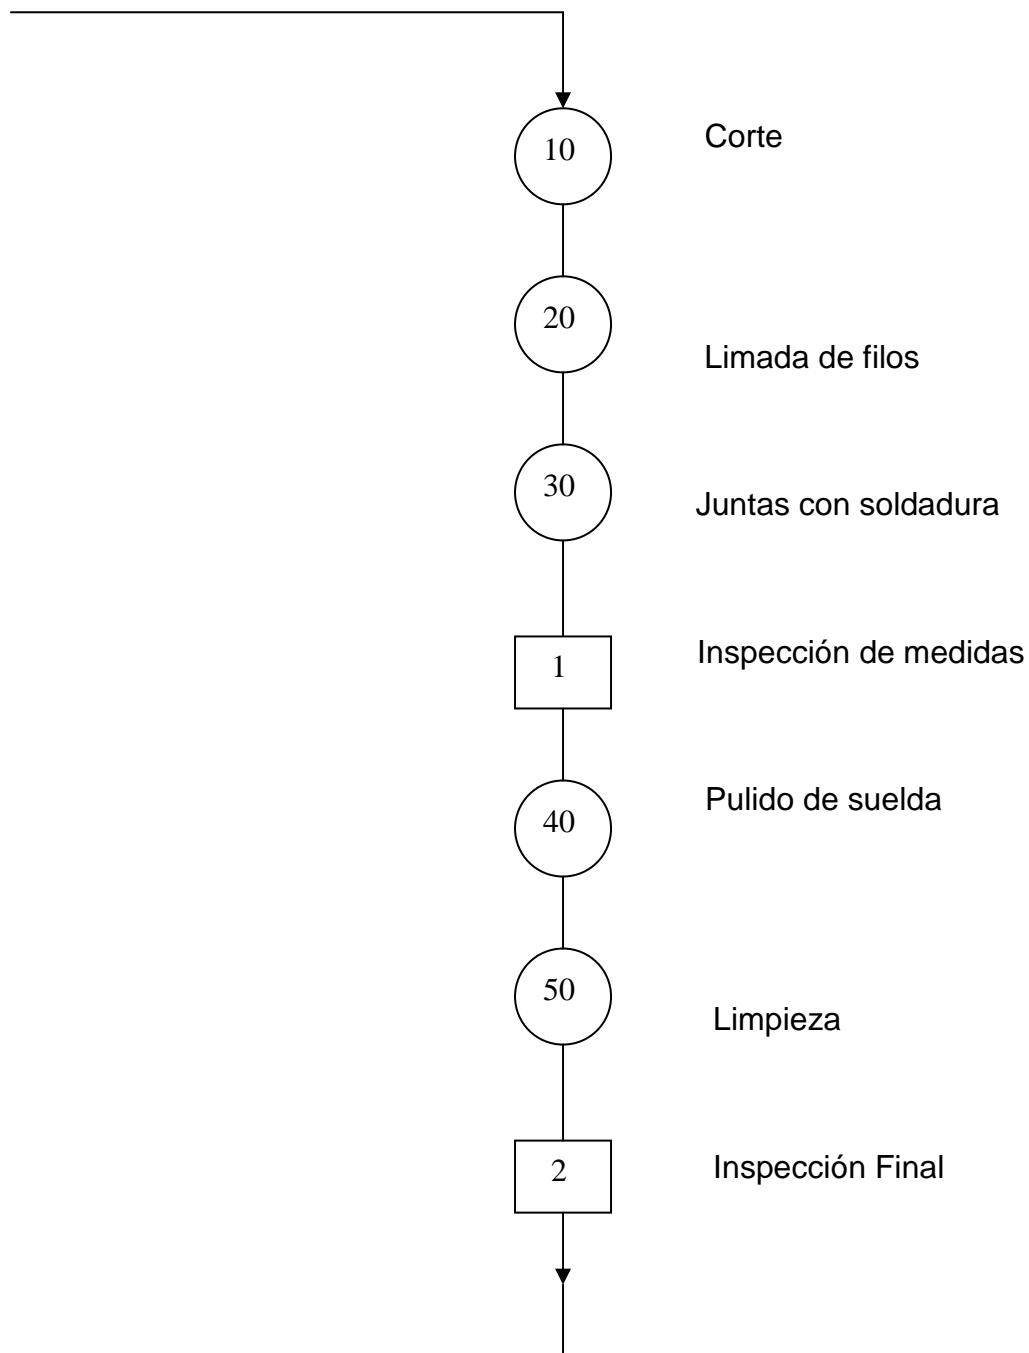 10
Corte
20
Limada de filos
30
Juntas con soldadura
1
Inspección de medidas
40
Pulido de suelda
50
Limpieza
2
Inspección Final